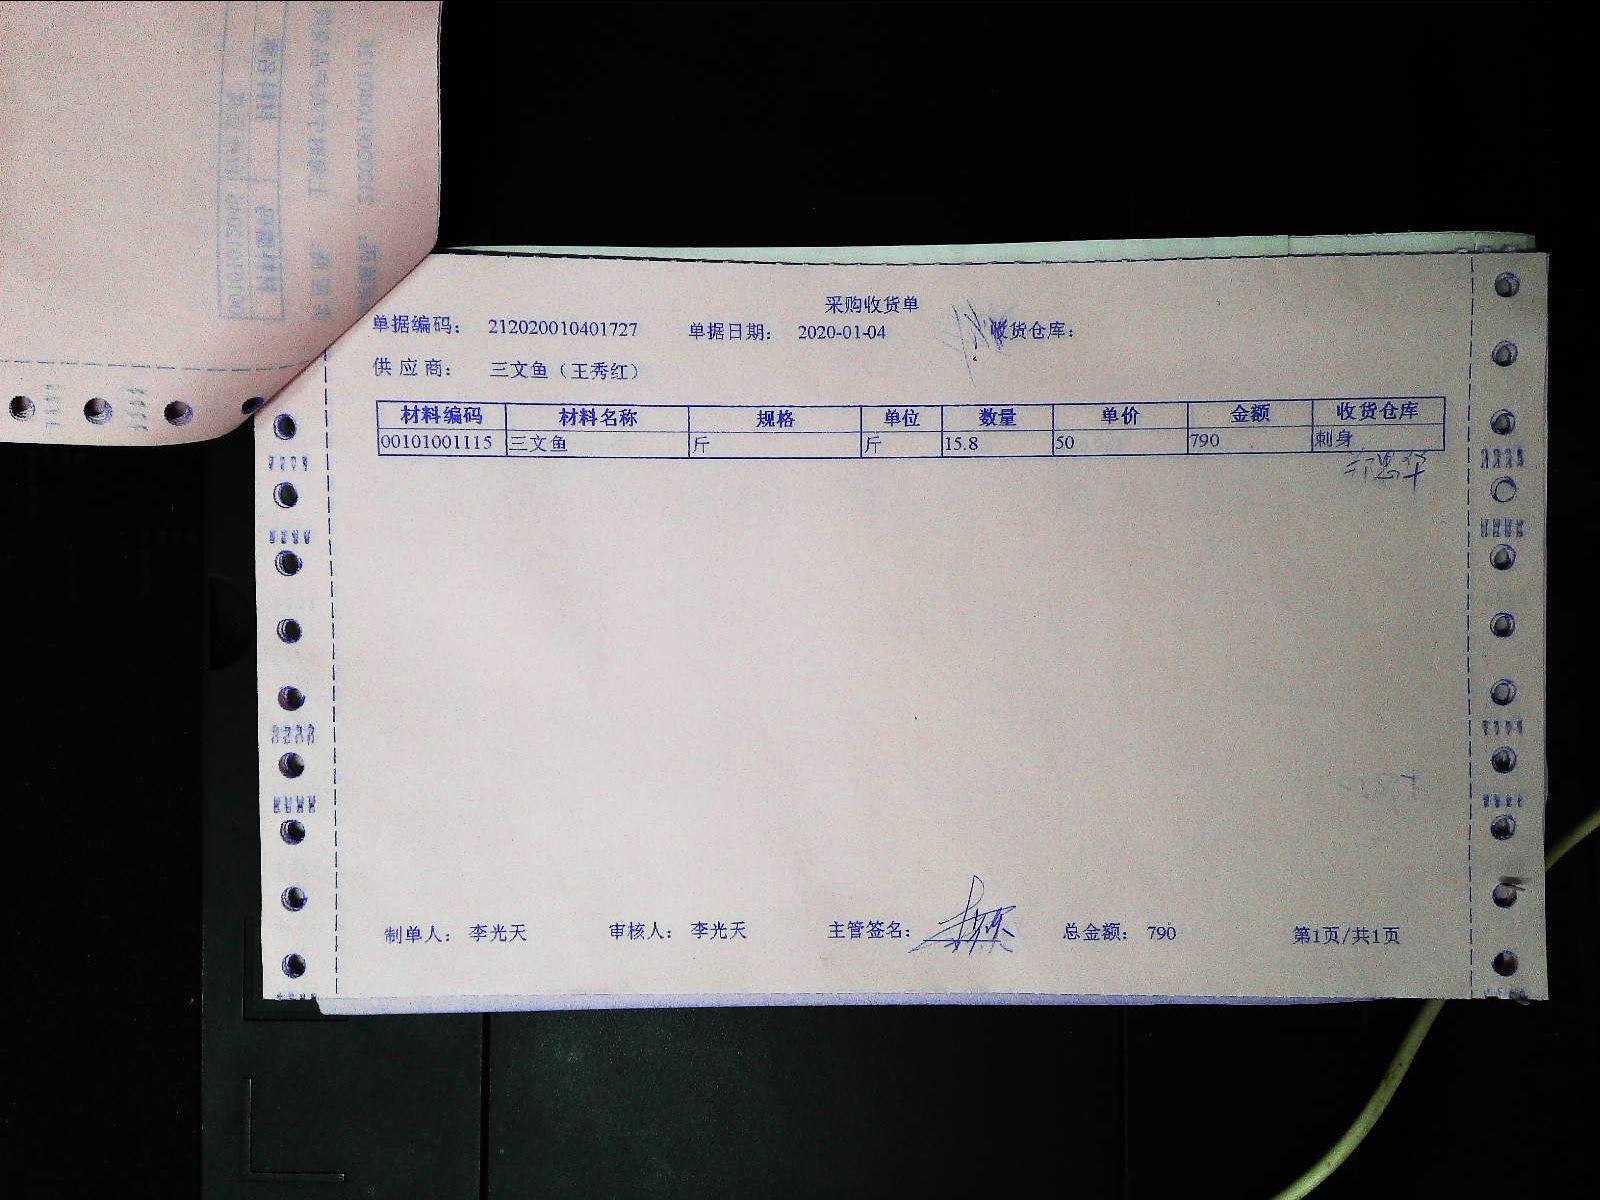 采购收货单
单据编码： 212020010401727 单据日期： 2020-01-04 收货仓库：
供应商： 三文鱼（王秀红）
材料编码 材料名称 规格 单位 数量 单价 金额 收货仓库
00101001115 三文鱼 斤 斤 15.8 50 790 刺身
制单人： 李光天 审核人： 李光天 主管签名： 总金额： 790 第1页/共1页